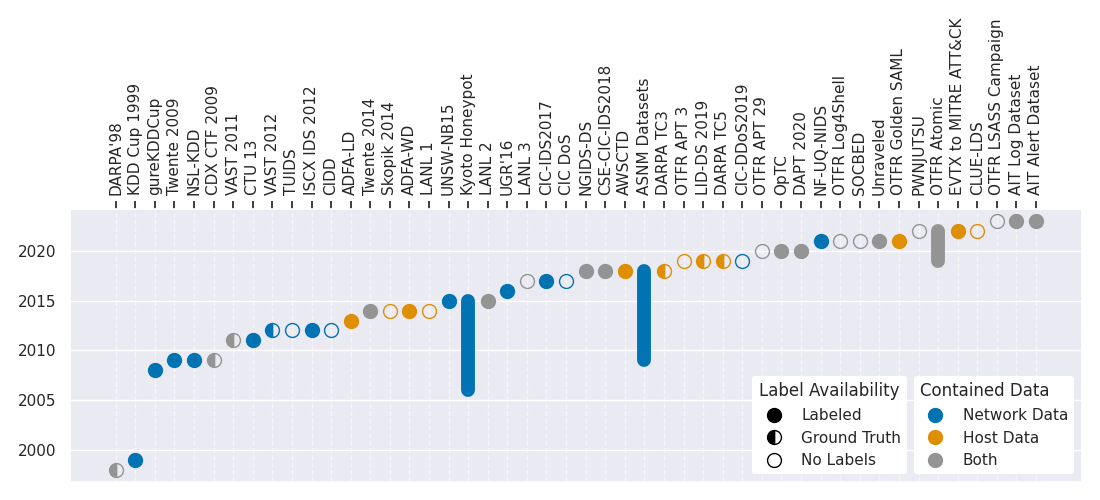 DARPA'98
KDD Cup 1999
gureKDDCup
Twente 2009
NSL-KDD
CDX CTF 2009
VAST 2011
CTU 13
VAST 2012
TUIDS
ISCX IDS 2012
CIDD
ADFA-LD
Twente 2014
Skopik 2014
ADFA-WD
LANL 1
UNSW-NB15
Kyoto Honeypot
LANL 2
UGR'16
LANL 3
CIC-IDS2017
CIC DoS
NGIDS-DS
CSE-CIC-IDS2018
AWSCTD
ASNM Datasets
DARPA TC3
OTFR APT 3
LID-DS 2019
DARPA TC5
CIC-DDoS2019
OTFR APT 29
OpTC
DAPT 2020
NF-UQ-NIDS
OTFR Log4Shell
SOCBED
Unraveled
OTFR Golden SAML
PWNJUTSU
OTFR Atomic
EVTX to MITRE ATT&CK
CLUE-LDS
OTFR LSASS Campaign
AIT Log Dataset
AIT Alert Dataset
2020
2015
2010
2005
2000
Label Availability
Labeled
Ground Truth
No Labels
Contained Data
Network Data
Host Data
Both